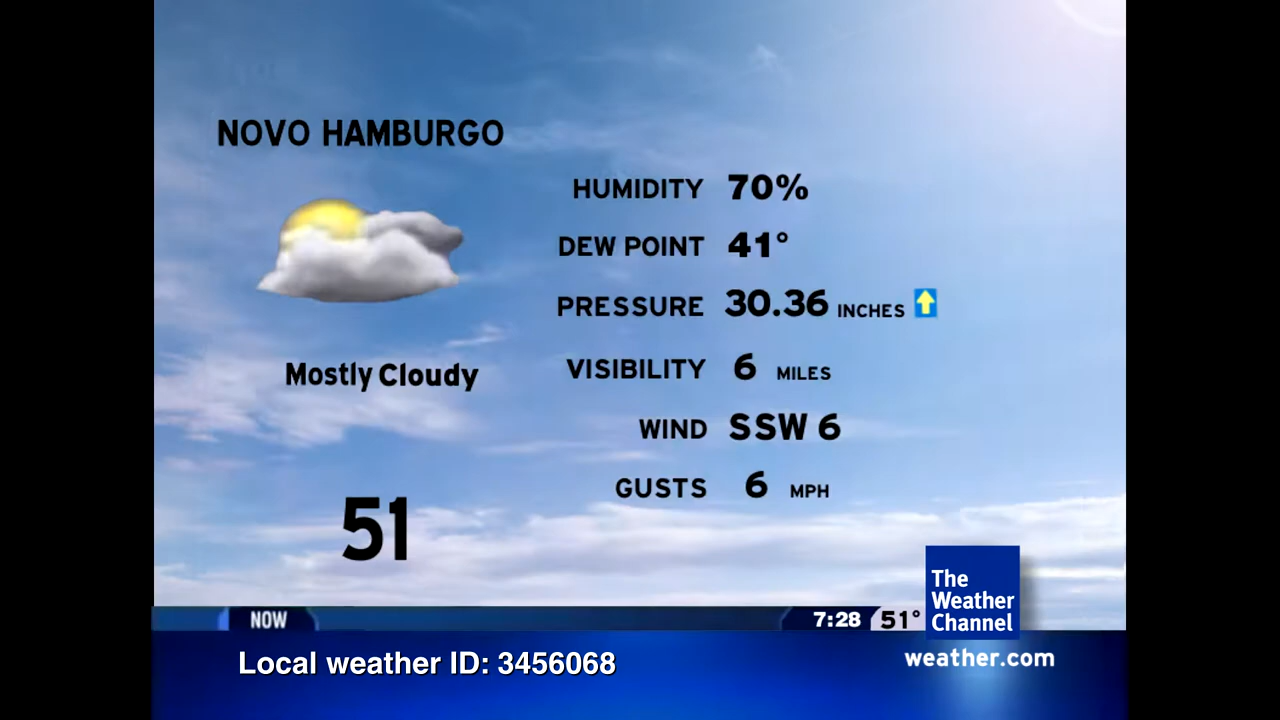 NOVO HAMBURGO
HUMIDITY 70%
DEW POINT 41°
PRESSURE 30.36 INCHES
VISIBILITY 6 MILES
WIND SSW 6
GUSTS 6 MPH
Mostly Cloudy
51
NOW
7:28 51°
The
Weather
Channel
weather.com
Local weather ID: 3456068